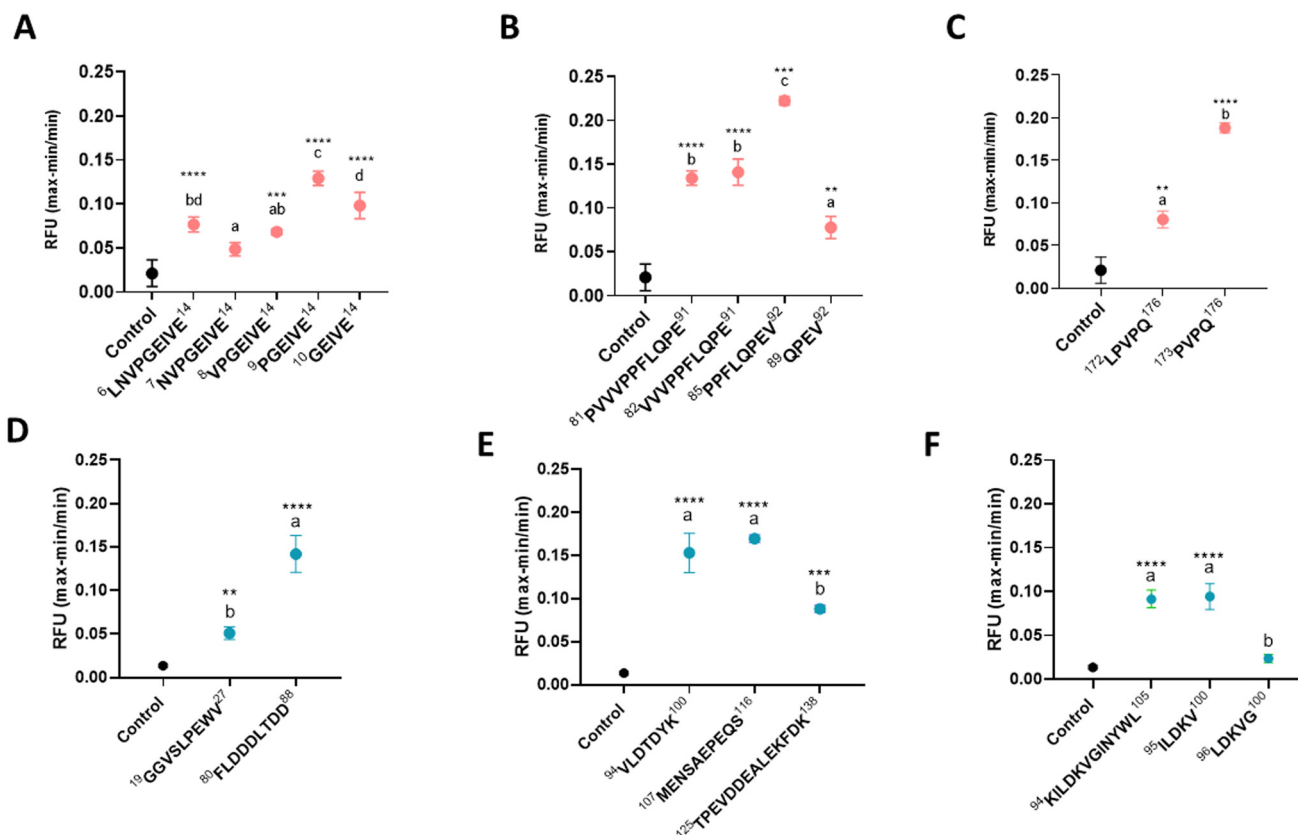 A
RFU (max-min/min)
0.25
0.20
0.15
0.10
0.05
0.00
****
bd
a
***
ab
****
c
****
d
Control
⁶LNVPGEIVE¹⁴
⁷NVPGEIVE¹⁴
⁸VPGEIVE¹⁴
⁹PGEIVE¹⁴
¹⁰GEIVE¹⁴
B
RFU (max-min/min)
0.25
0.20
0.15
0.10
0.05
0.00
****
b
****
b
***
c
**
a
Control
⁸¹PVVVPPFLQPE⁹¹
⁸²VVVPPFLQPE⁹¹
⁸⁵PPFLQPEV⁹²
⁸⁹QPEV⁹²
C
RFU (max-min/min)
0.25
0.20
0.15
0.10
0.05
0.00
**
a
****
b
Control
¹⁷²LPVPQ¹⁷⁶
¹⁷³PVPQ¹⁷⁶
D
RFU (max-min/min)
0.25
0.20
0.15
0.10
0.05
0.00
**
b
****
a
Control
¹⁹GGVSLPEWV²⁷
⁸⁰FLDDDLTDD⁸⁸
E
RFU (max-min/min)
0.25
0.20
0.15
0.10
0.05
0.00
****
a
****
a
***
b
Control
⁹⁴VLDTDYK¹⁰⁰
¹⁰⁷MENSAEPEQS¹¹⁶
¹²⁵TPEVDDEALEKFDK¹³⁸
F
RFU (max-min/min)
0.25
0.20
0.15
0.10
0.05
0.00
****
a
****
a
b
Control
⁹⁴KILDKVGINYWL¹⁰⁵
⁹⁵ILDKV¹⁰⁰
⁹⁶LDKVG¹⁰⁰